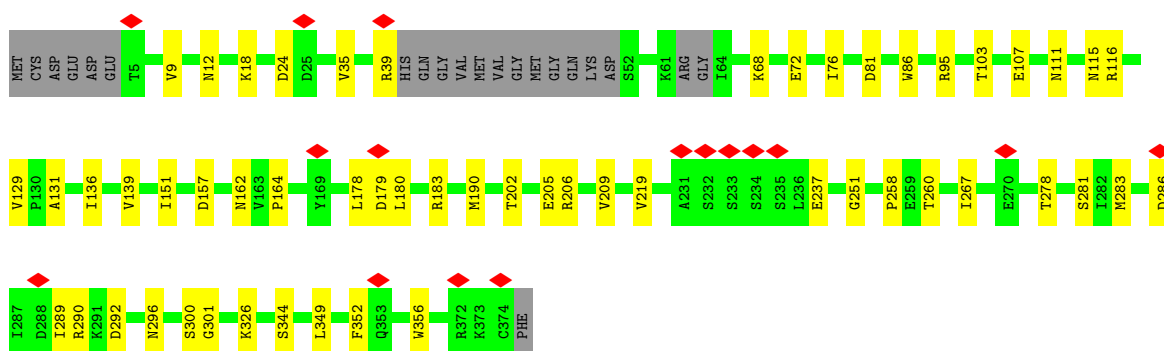 MET CYS ASP GLU ASP GLU T5 V9 N12 K18 D24 D25 V35 R39 HIS GLN GLY VAL MET VAL GLY MET GLY GLN LYS ASP S52 K61 ARG GLY I64 K68 E72 I76 D81 W86 R95 T103 E107 N111 N115 R116
V129 P130 A131 I136 V139 I151 D157 N162 V163 P164 Y169 L178 D179 L180 R183 M190 T202 E205 R206 V209 V219 A231 S232 S233 S234 S235 L236 E237 G251 P258 E259 T260 I267 E270 T278 S281 I282 M283 D286
I287 D288 I289 R290 K291 D292 N296 S300 G301 K326 S344 L349 F352 Q353 W356 R372 K373 C374 PHE